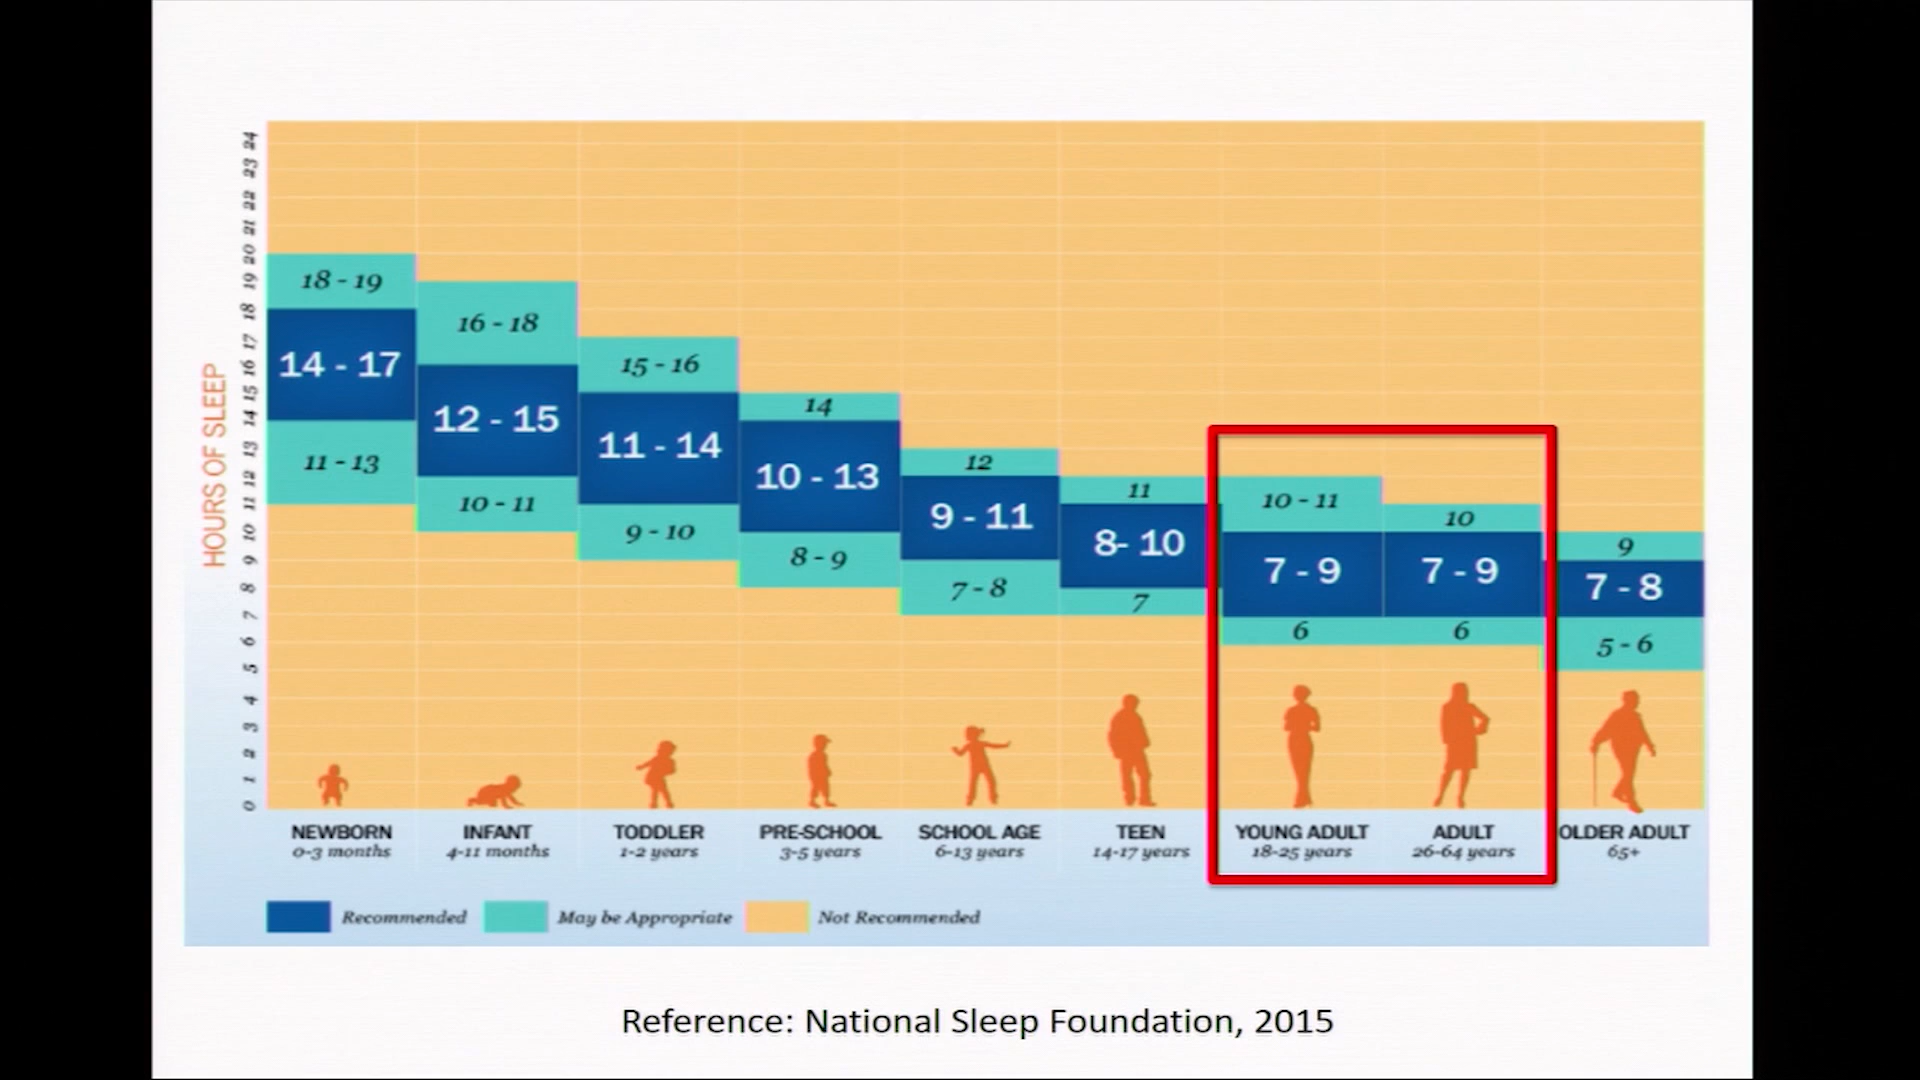 HOURS OF SLEEP
24
23
22
21
20
19
18
17
16
15
14
13
12
11
10
9
8
7
6
5
4
3
2
1
0
18 - 19
14 - 17
11 - 13
16 - 18
12 - 15
10 - 11
15 - 16
11 - 14
9 - 10
14
10 - 13
8 - 9
12
9 - 11
7 - 8
11
8- 10
7
10 - 11
7 - 9
6
10
7 - 9
6
9
7 - 8
5 - 6
NEWBORN
0-3 months
INFANT
4-11 months
TODDLER
1-2 years
PRE-SCHOOL
3-5 years
SCHOOL AGE
6-13 years
TEEN
14-17 years
YOUNG ADULT
18-25 years
ADULT
26-64 years
OLDER ADULT
65+
Recommended
May be Appropriate
Not Recommended
Reference: National Sleep Foundation, 2015